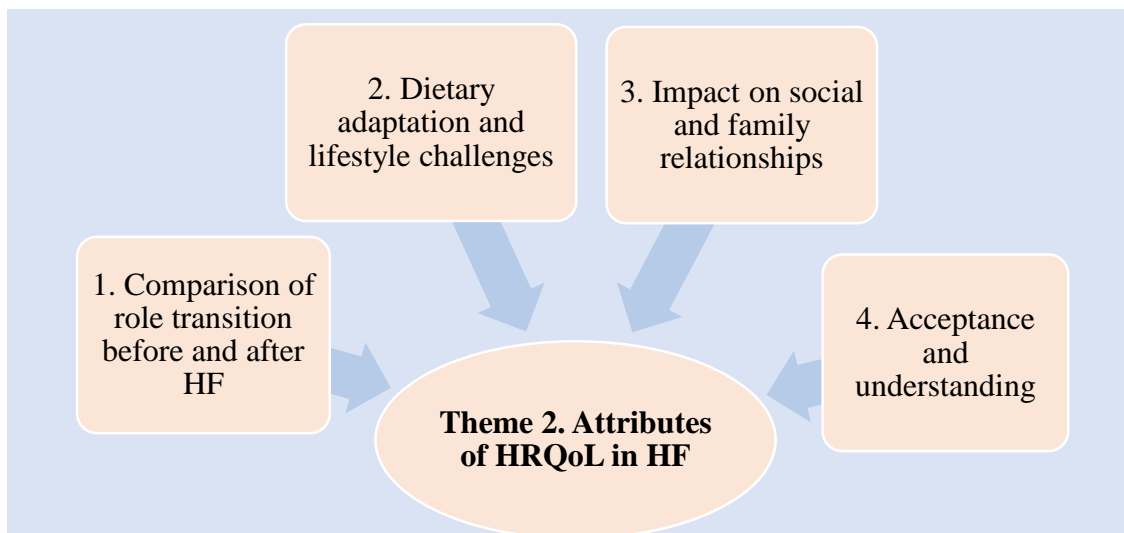 1. Comparison of
role transition
before and after
HF
2. Dietary
adaptation and
lifestyle challenges
3. Impact on social
and family
relationships
4. Acceptance
and
understanding
Theme 2. Attributes
of HRQoL in HF